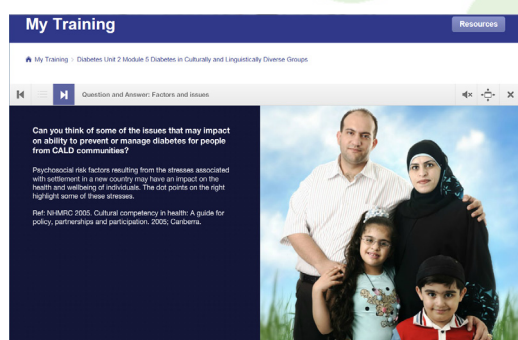 My Training
Resources
My Training > Diabetes Unit 2 Module 5 Diabetes in Culturally and Linguistically Diverse Groups
Question and Answer: Factors and issues
Can you think of some of the issues that may impact
on ability to prevent or manage diabetes for people
from CALD communities?
Psychosocial risk factors resulting from the stresses associated
with settlement in a new country may have an impact on the
health and wellbeing of individuals. The dot points on the right
highlight some of these stresses.
Ref: NHMRC 2005. Cultural competency in health: A guide for
policy, partnerships and participation. 2005; Canberra.